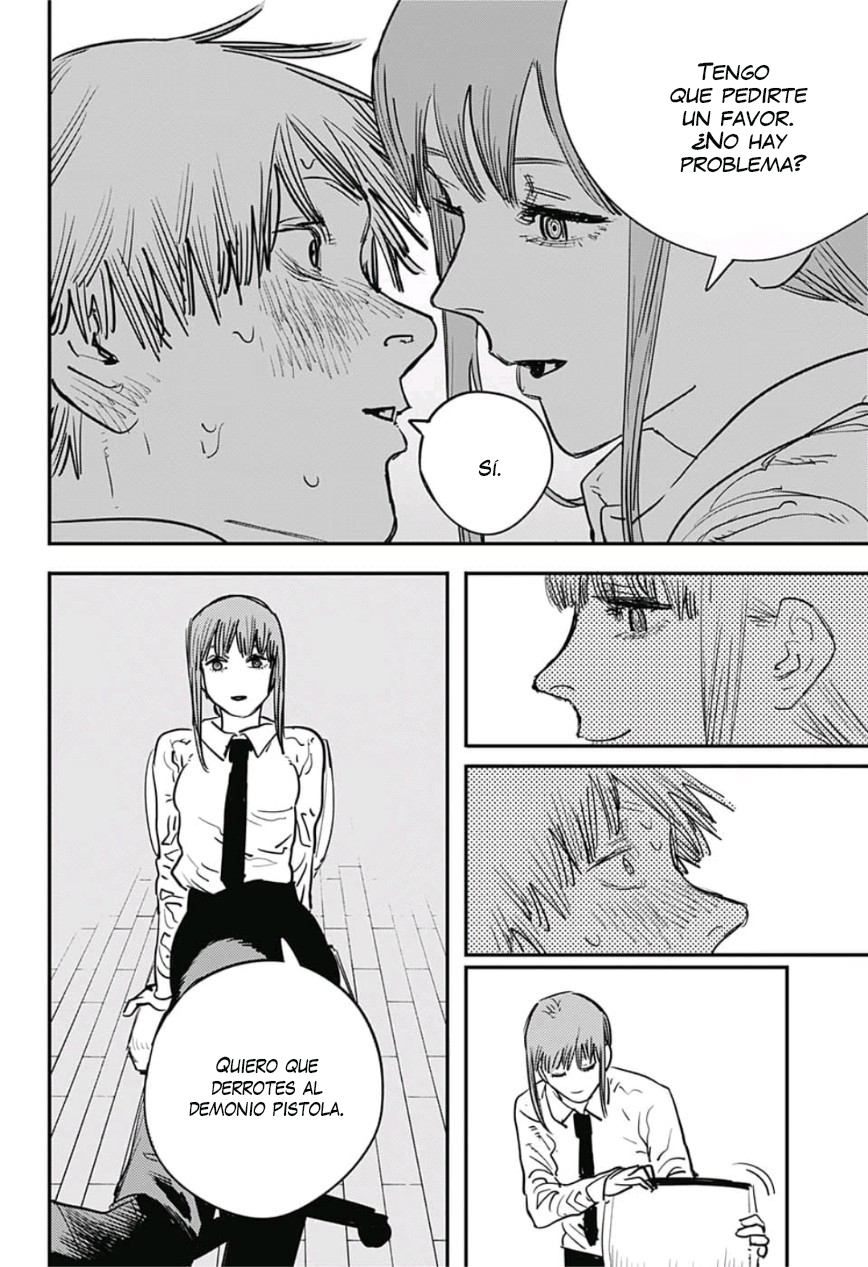 TENGO
QUE PEDIRTE
UN FAVOR.
¿NO HAY
PROBLEMA?
SÍ.
QUIERO QUE
DERROTES AL
DEMONIO PISTOLA.